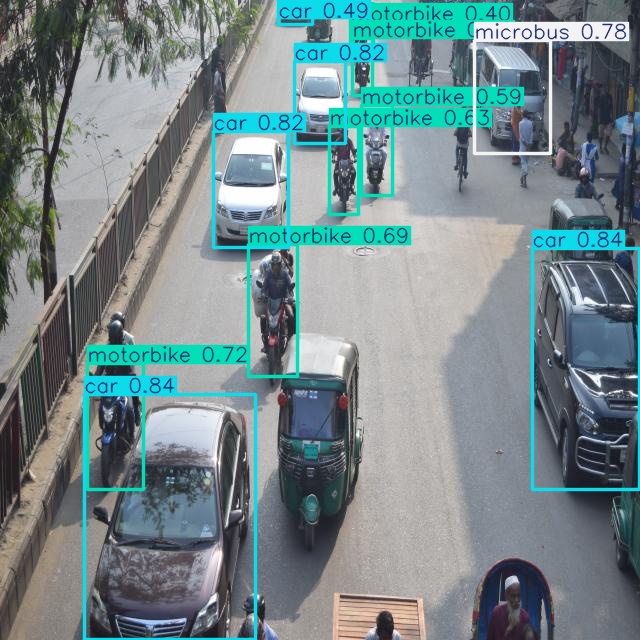 car 0.49
motorbike 0.40
motorbike
microbus 0.78
car 0.82
motorbike 0.59
motorbike 0.63
car 0.82
motorbike 0.69
car 0.84
motorbike 0.72
car 0.84